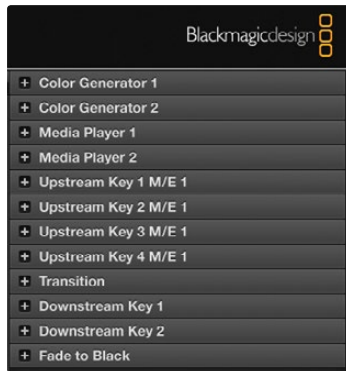 Blackmagicdesign
Color Generator 1
Color Generator 2
Media Player 1
Media Player 2
Upstream Key 1 M/E 1
Upstream Key 2 M/E 1
Upstream Key 3 M/E 1
Upstream Key 4 M/E 1
Transition
Downstream Key 1
Downstream Key 2
Fade to Black